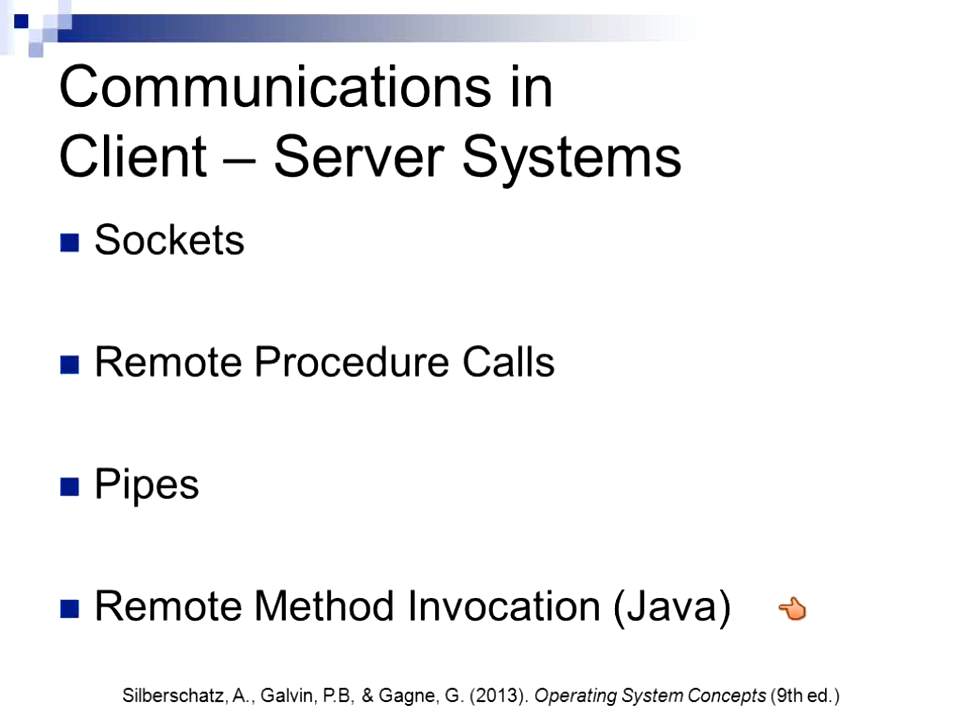 Communications in
Client – Server Systems
Sockets
Remote Procedure Calls
Pipes
Remote Method Invocation (Java)
Silberschatz, A., Galvin, P.B, & Gagne, G. (2013). Operating System Concepts (9th ed.)